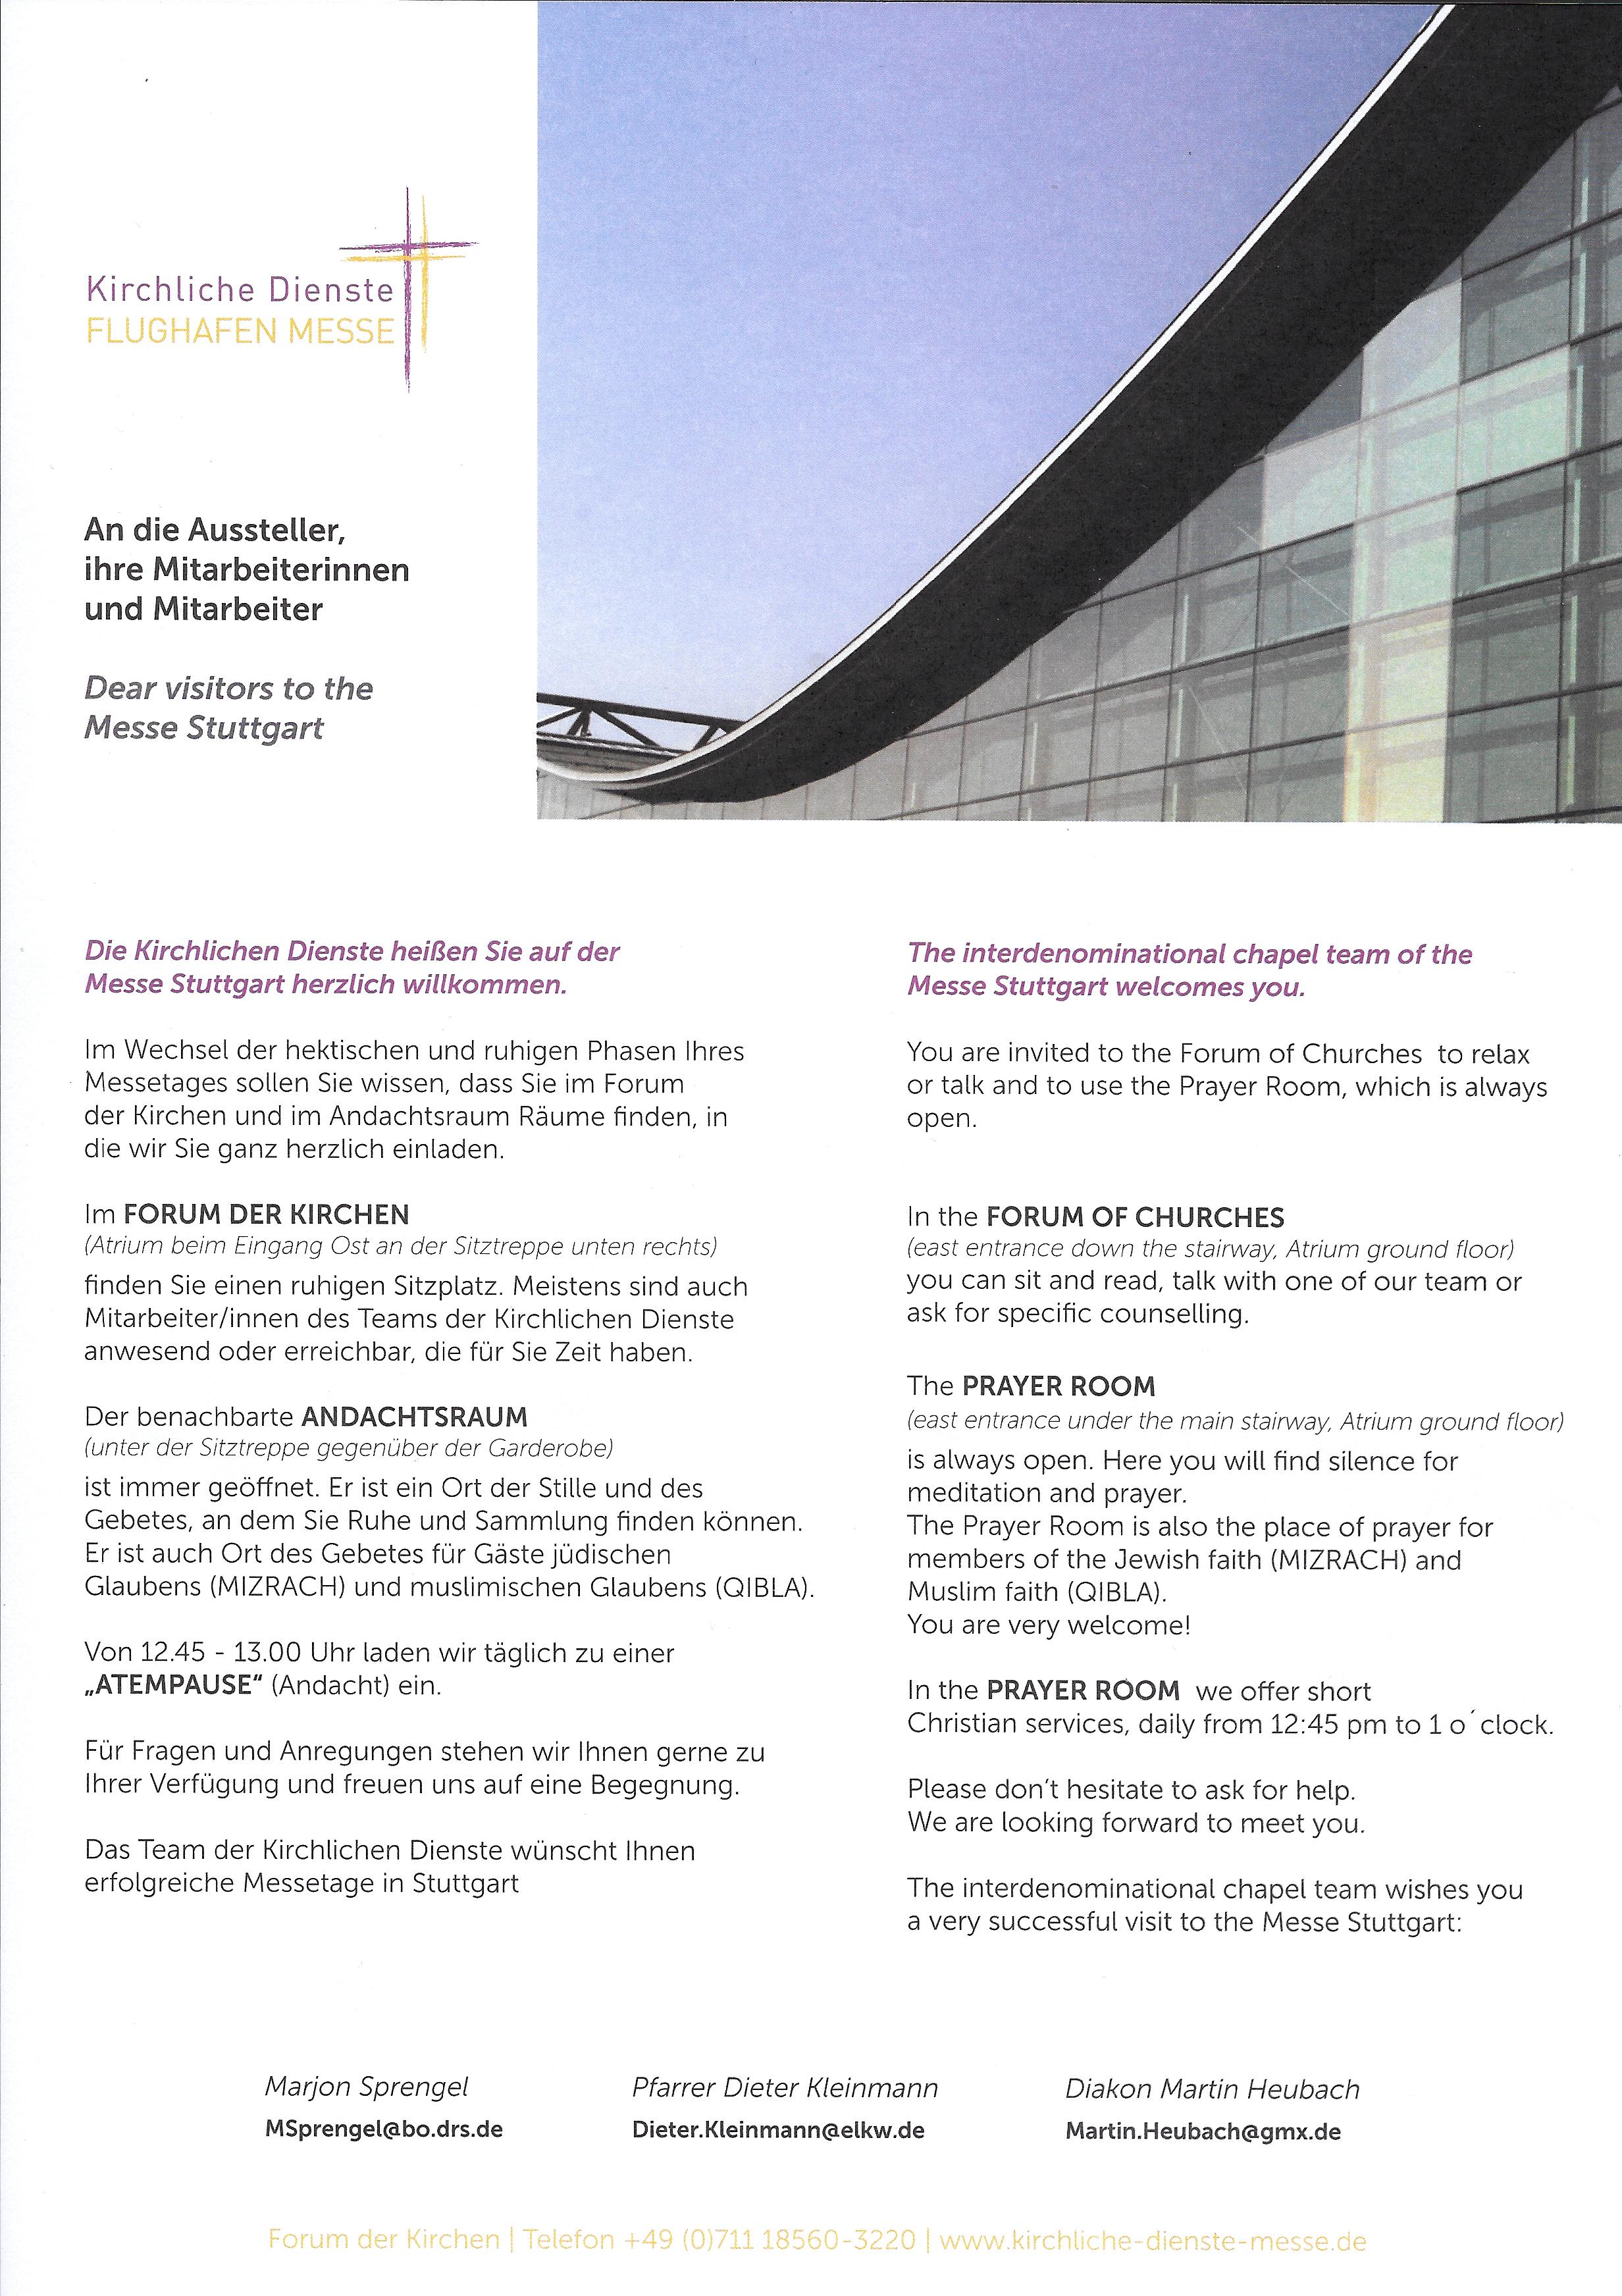 Kirchliche Dienste
FLUGHAFEN MESSE
An die Aussteller,
ihre Mitarbeiterinnen
und Mitarbeiter
Dear visitors to the
Messe Stuttgart
Die Kirchlichen Dienste heißen Sie auf der
Messe Stuttgart herzlich willkommen.
Im Wechsel der hektischen und ruhigen Phasen Ihres
Messetages sollen Sie wissen, dass Sie im Forum
der Kirchen und im Andachtsraum Räume finden, in
die wir Sie ganz herzlich einladen.
Im FORUM DER KIRCHEN
(Atrium beim Eingang Ost an der Sitztreppe unten rechts)
finden Sie einen ruhigen Sitzplatz. Meistens sind auch
Mitarbeiter/innen des Teams der Kirchlichen Dienste
anwesend oder erreichbar, die für Sie Zeit haben.
Der benachbarte ANDACHTSRAUM
(unter der Sitztreppe gegenüber der Garderobe)
ist immer geöffnet. Er ist ein Ort der Stille und des
Gebetes, an dem Sie Ruhe und Sammlung finden können.
Er ist auch Ort des Gebetes für Gäste jüdischen
Glaubens (MIZRACH) und muslimischen Glaubens (QIBLA).
Von 12.45 - 13.00 Uhr laden wir täglich zu einer
„ATEMPAUSE“ (Andacht) ein.
Für Fragen und Anregungen stehen wir Ihnen gerne zu
Ihrer Verfügung und freuen uns auf eine Begegnung.
Das Team der Kirchlichen Dienste wünscht Ihnen
erfolgreiche Messetage in Stuttgart
The interdenominational chapel team of the
Messe Stuttgart welcomes you.
You are invited to the Forum of Churches to relax
or talk and to use the Prayer Room, which is always
open.
In the FORUM OF CHURCHES
(east entrance down the stairway, Atrium ground floor)
you can sit and read, talk with one of our team or
ask for specific counselling.
The PRAYER ROOM
(east entrance under the main stairway, Atrium ground floor)
is always open. Here you will find silence for
meditation and prayer.
The Prayer Room is also the place of prayer for
members of the Jewish faith (MIZRACH) and
Muslim faith (QIBLA).
You are very welcome!
In the PRAYER ROOM we offer short
Christian services, daily from 12:45 pm to 1 o´clock.
Please don't hesitate to ask for help.
We are looking forward to meet you.
The interdenominational chapel team wishes you
a very successful visit to the Messe Stuttgart:
Marjon Sprengel
MSprengel@bo.drs.de
Pfarrer Dieter Kleinmann
Dieter.Kleinmann@elkw.de
Diakon Martin Heubach
Martin.Heubach@gmx.de
Forum der Kirchen | Telefon +49 (0)711 18560-3220 | www.kirchliche-dienste-messe.de